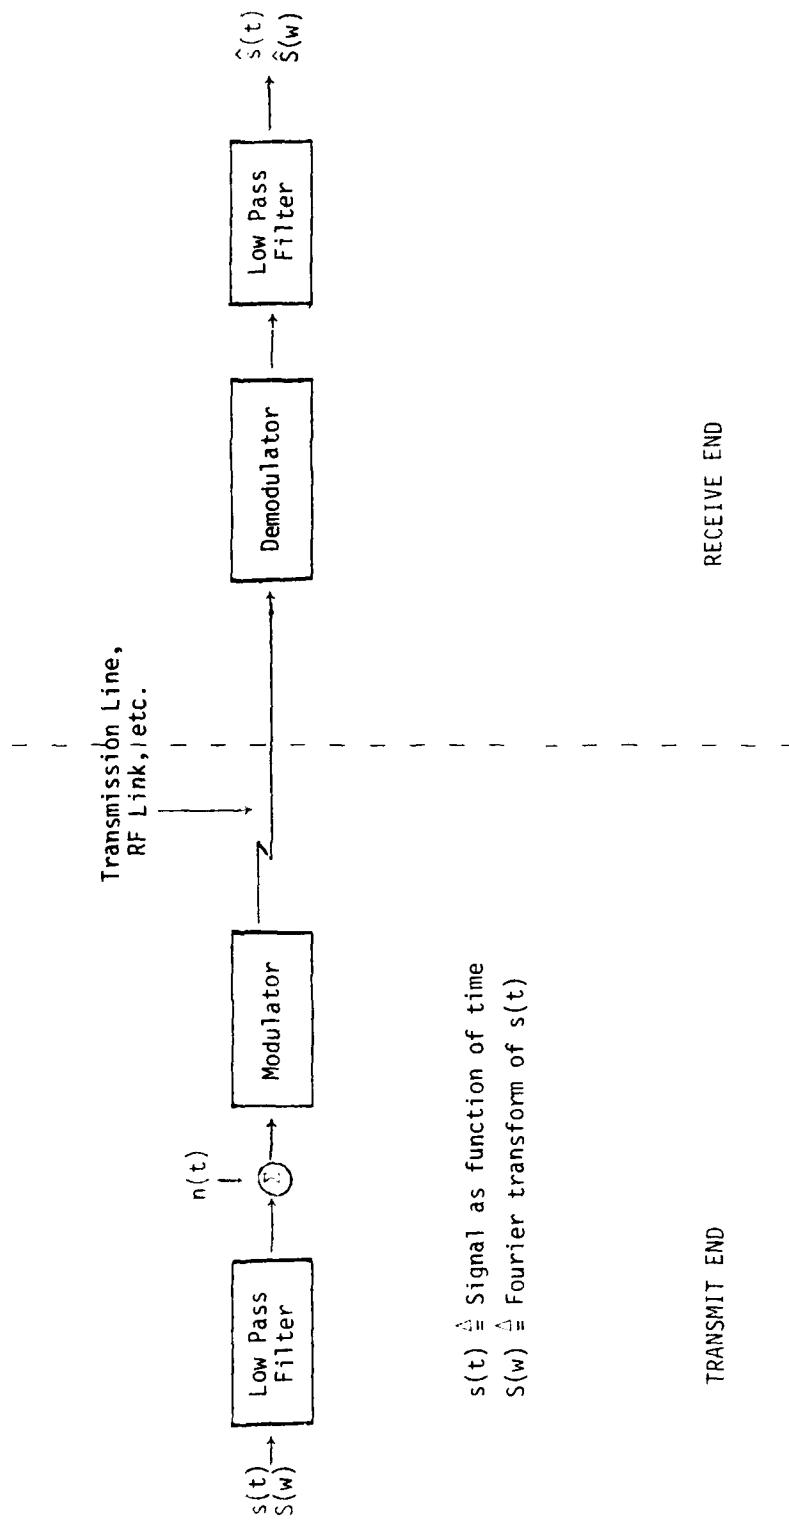 s(t)
S(w)
Low Pass
Filter
n(t)
Σ
Modulator
Transmission Line,
RF Link, etc.
Demodulator
Low Pass
Filter
ŝ(t)
Ŝ(w)
s(t) ≜ Signal as function of time
S(w) ≜ Fourier transform of s(t)
TRANSMIT END
RECEIVE END